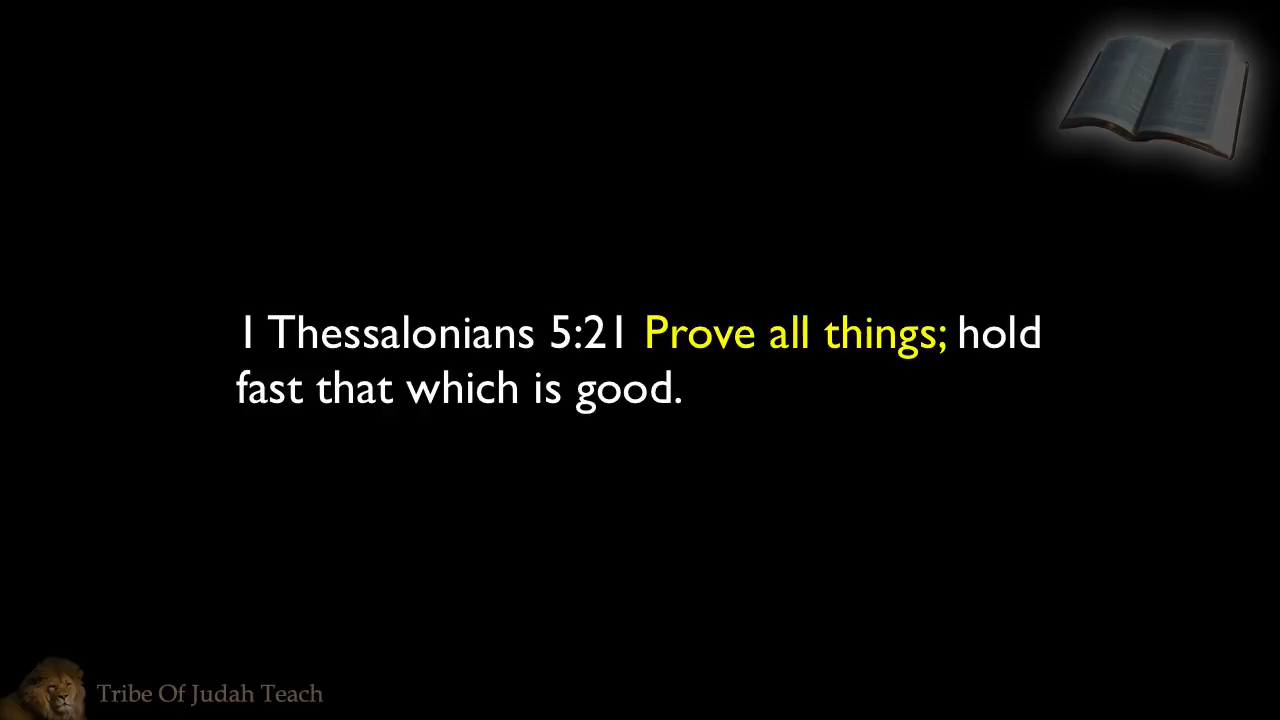 1 Thessalonians 5:21 Prove all things; hold
fast that which is good.
Tribe Of Judah Teach